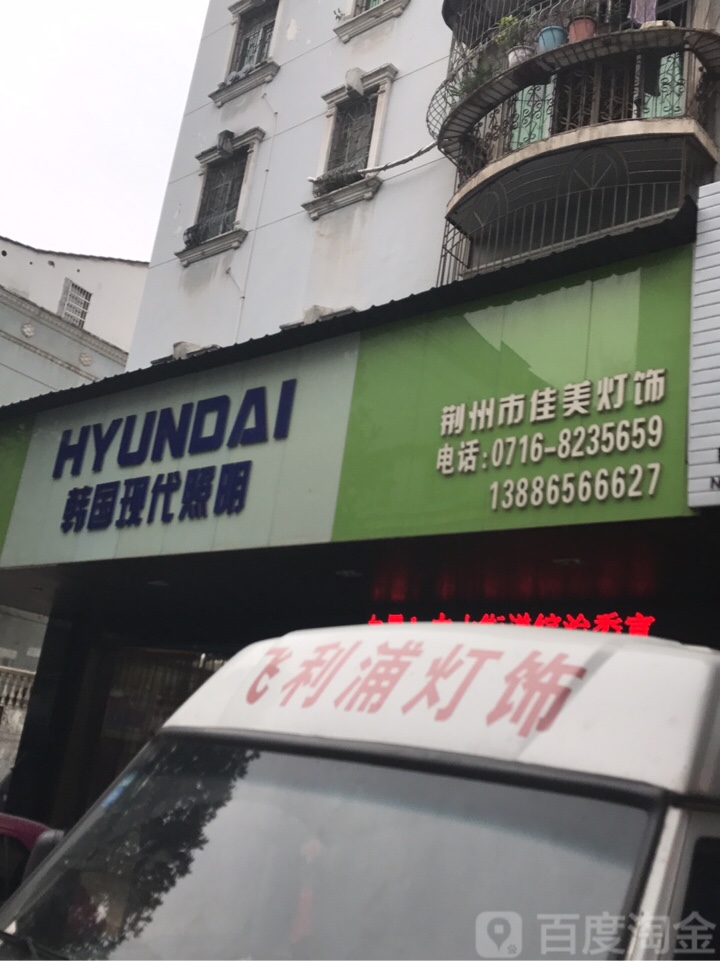 HYUNDAI
韩国现代照明
荆州市佳美灯饰
电话:0716-8235659
13886566627
飞利浦灯饰
百度淘金